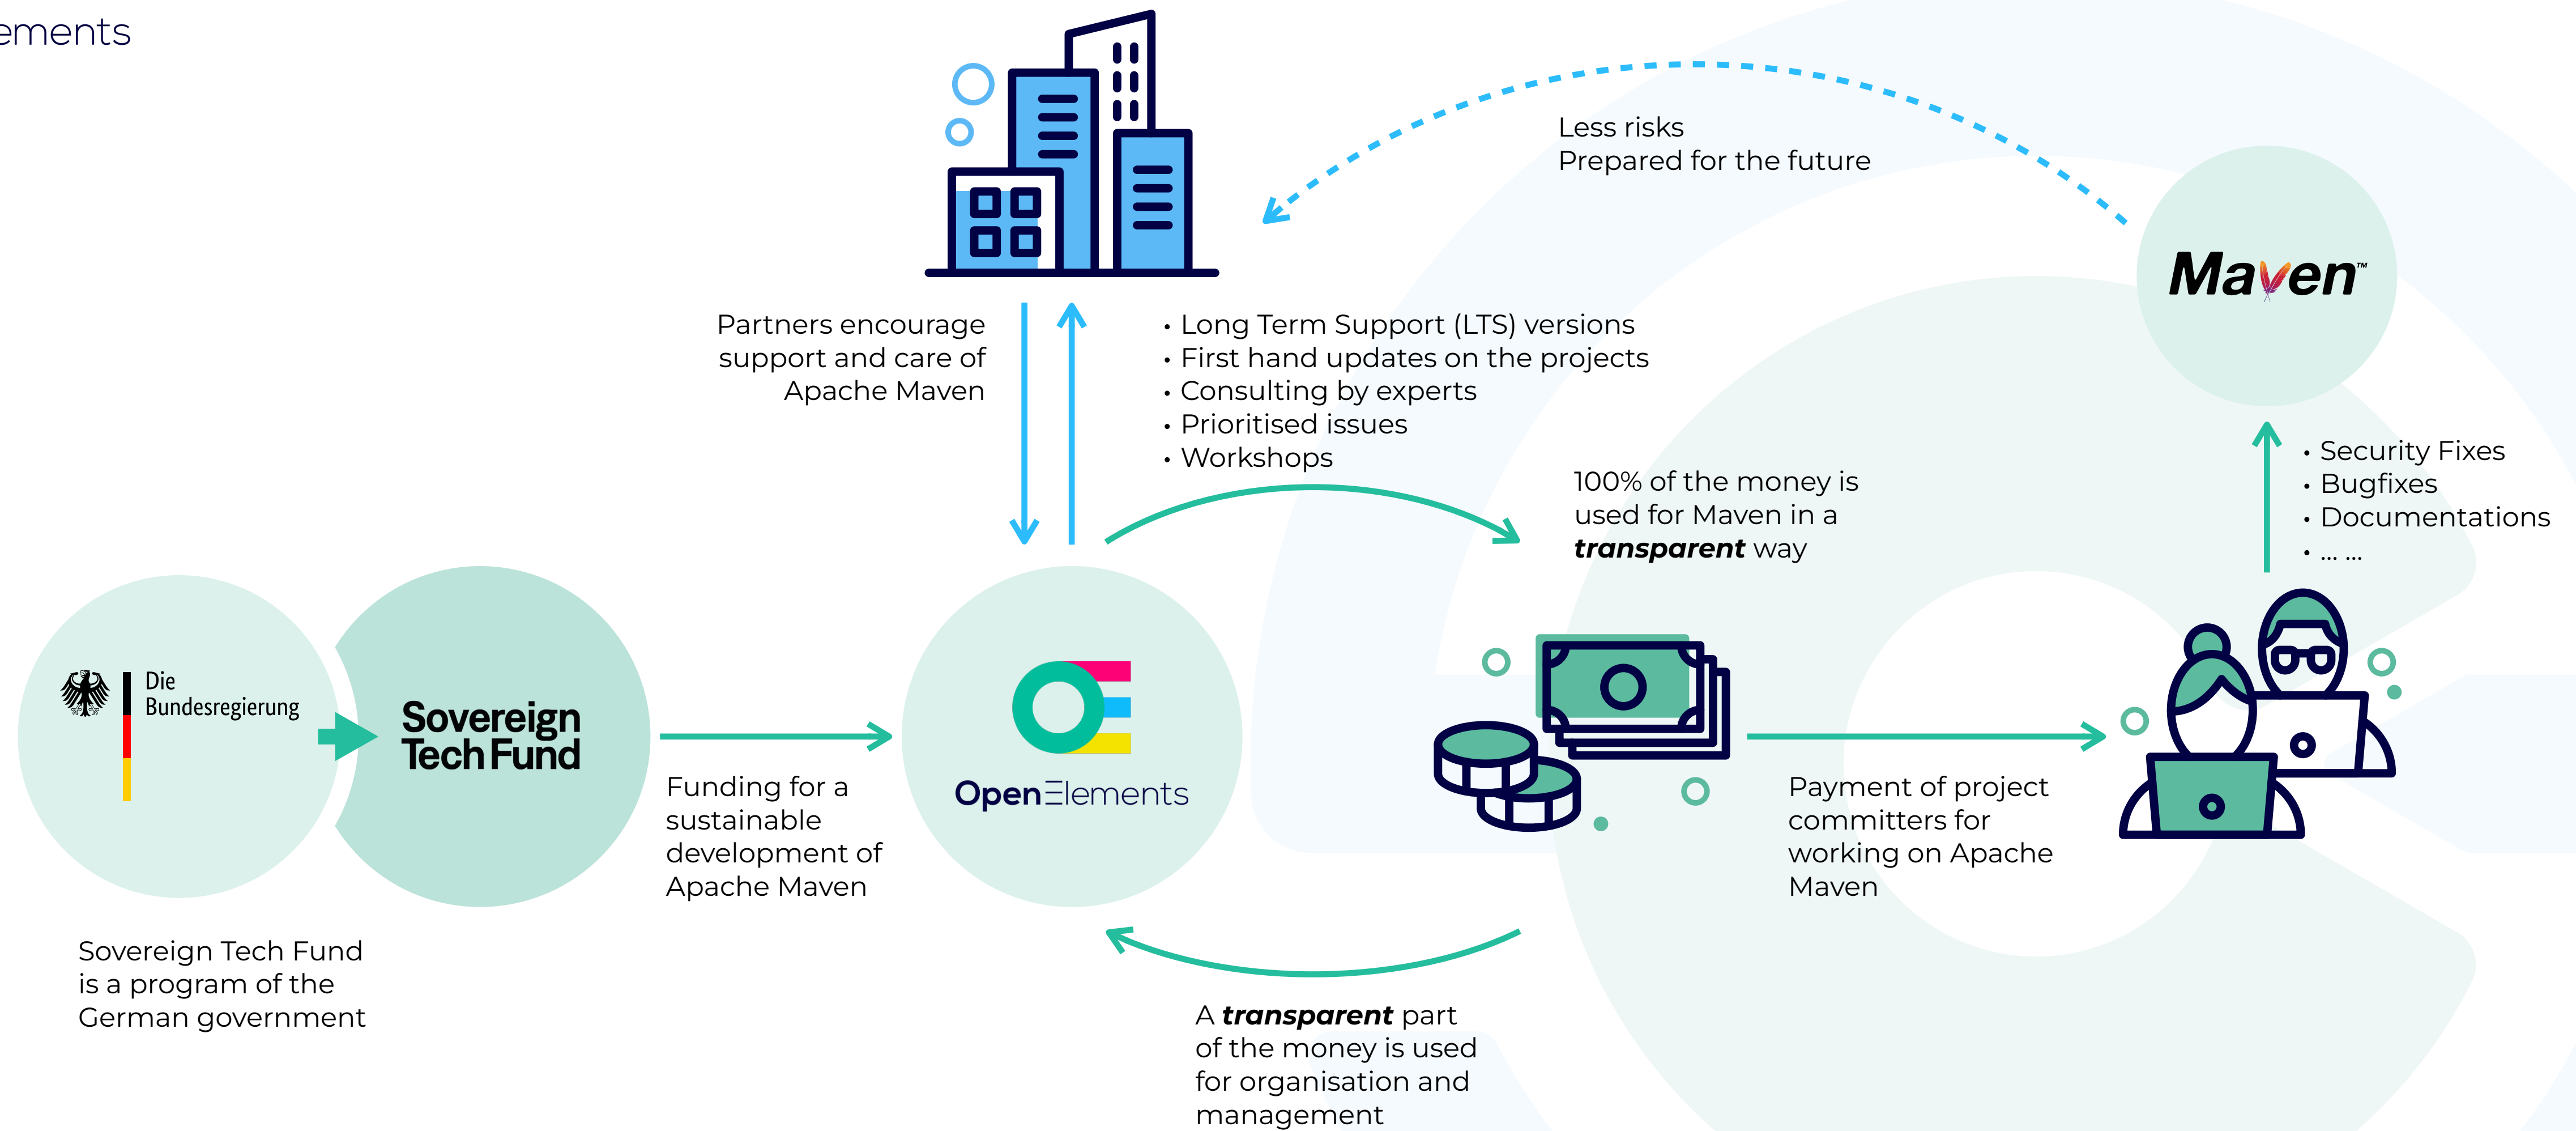 ements
Less risks
Prepared for the future
Maven™
Partners encourage
support and care of
Apache Maven
• Long Term Support (LTS) versions
• First hand updates on the projects
• Consulting by experts
• Prioritised issues
• Workshops
100% of the money is
used for Maven in a
transparent way
• Security Fixes
• Bugfixes
• Documentations
• ... ...
Die
Bundesregierung
Sovereign
Tech Fund
Funding for a
sustainable
development of
Apache Maven
OpenElements
Payment of project
committers for
working on Apache
Maven
Sovereign Tech Fund
is a program of the
German government
A transparent part
of the money is used
for organisation and
management